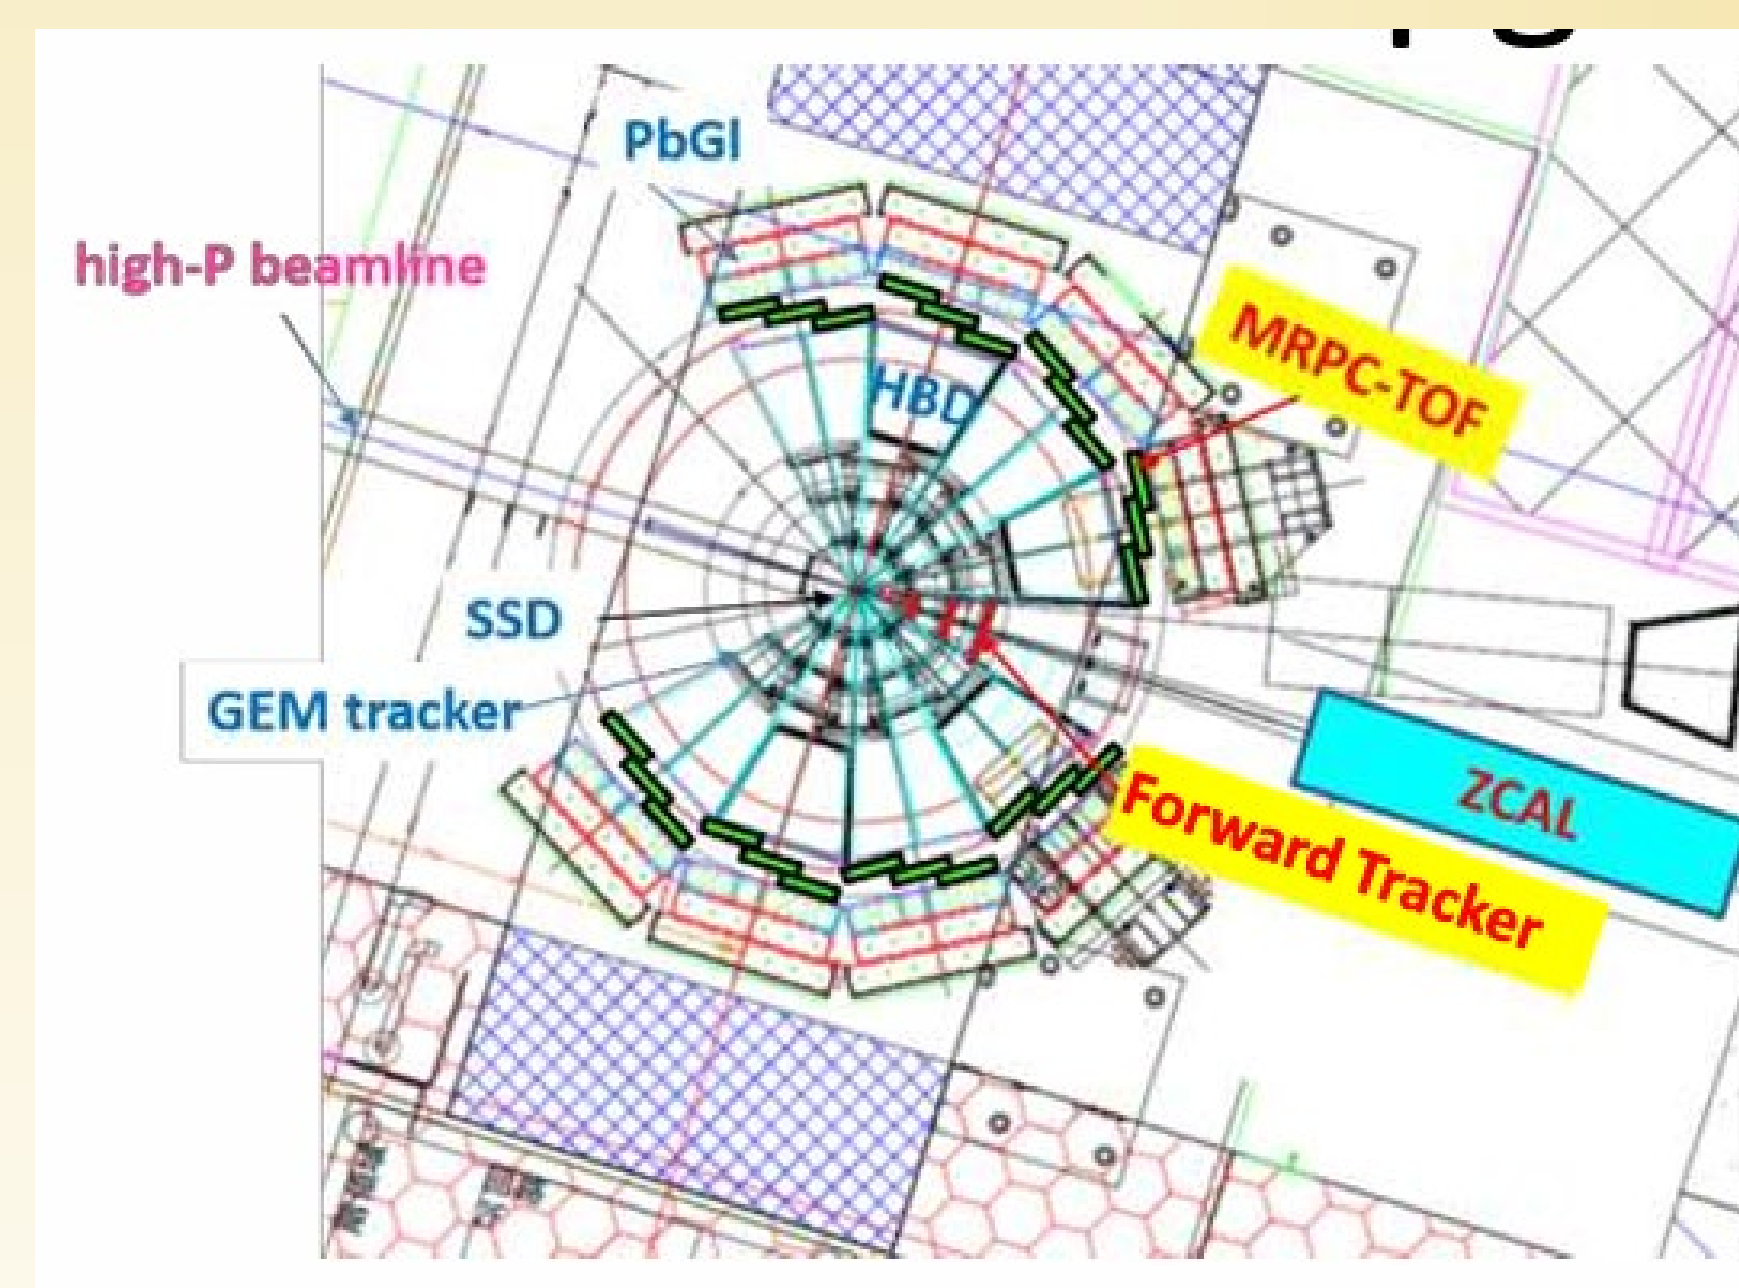 PbGl
high-P beamline
MRPC-TOF
HBD
SSD
GEM tracker
ZCAL
Forward Tracker